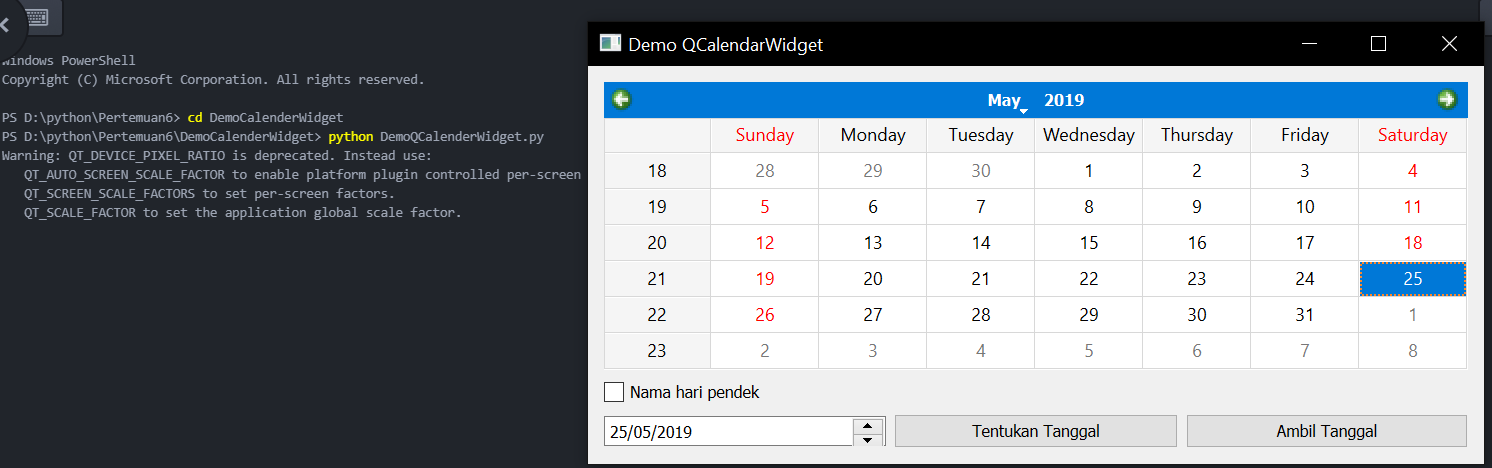 Windows PowerShell
Copyright (C) Microsoft Corporation. All rights reserved.
PS D:\python\Pertemuan6> cd DemoCalenderWidget
PS D:\python\Pertemuan6\DemoCalenderWidget> python DemoQCalenderWidget.py
Warning: QT_DEVICE_PIXEL_RATIO is deprecated. Instead use:
QT_AUTO_SCREEN_SCALE_FACTOR to enable platform plugin controlled per-screen
QT_SCREEN_SCALE_FACTORS to set per-screen factors.
QT_SCALE_FACTOR to set the application global scale factor.
Demo QCalendarWidget
May 2019
Sunday Monday Tuesday Wednesday Thursday Friday Saturday
18 28 29 30 1 2 3 4
19 5 6 7 8 9 10 11
20 12 13 14 15 16 17 18
21 19 20 21 22 23 24 25
22 26 27 28 29 30 31 1
23 2 3 4 5 6 7 8
Nama hari pendek
25/05/2019 Tentukan Tanggal Ambil Tanggal